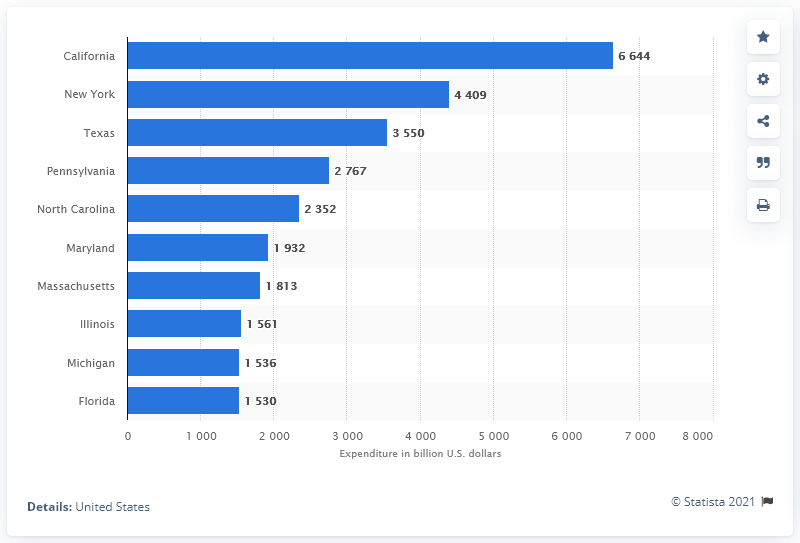 California 6 644
New York 4 409
Texas 3 550
Pennsylvania 2 767
North Carolina 2 352
Maryland 1 932
Massachusetts 1 813
Illinois 1 561
Michigan 1 536
Florida 1 530
0 1 000 2 000 3 000 4 000 5 000 6 000 7 000 8 000
Expenditure in billion U.S. dollars
Details: United States
© Statista 2021